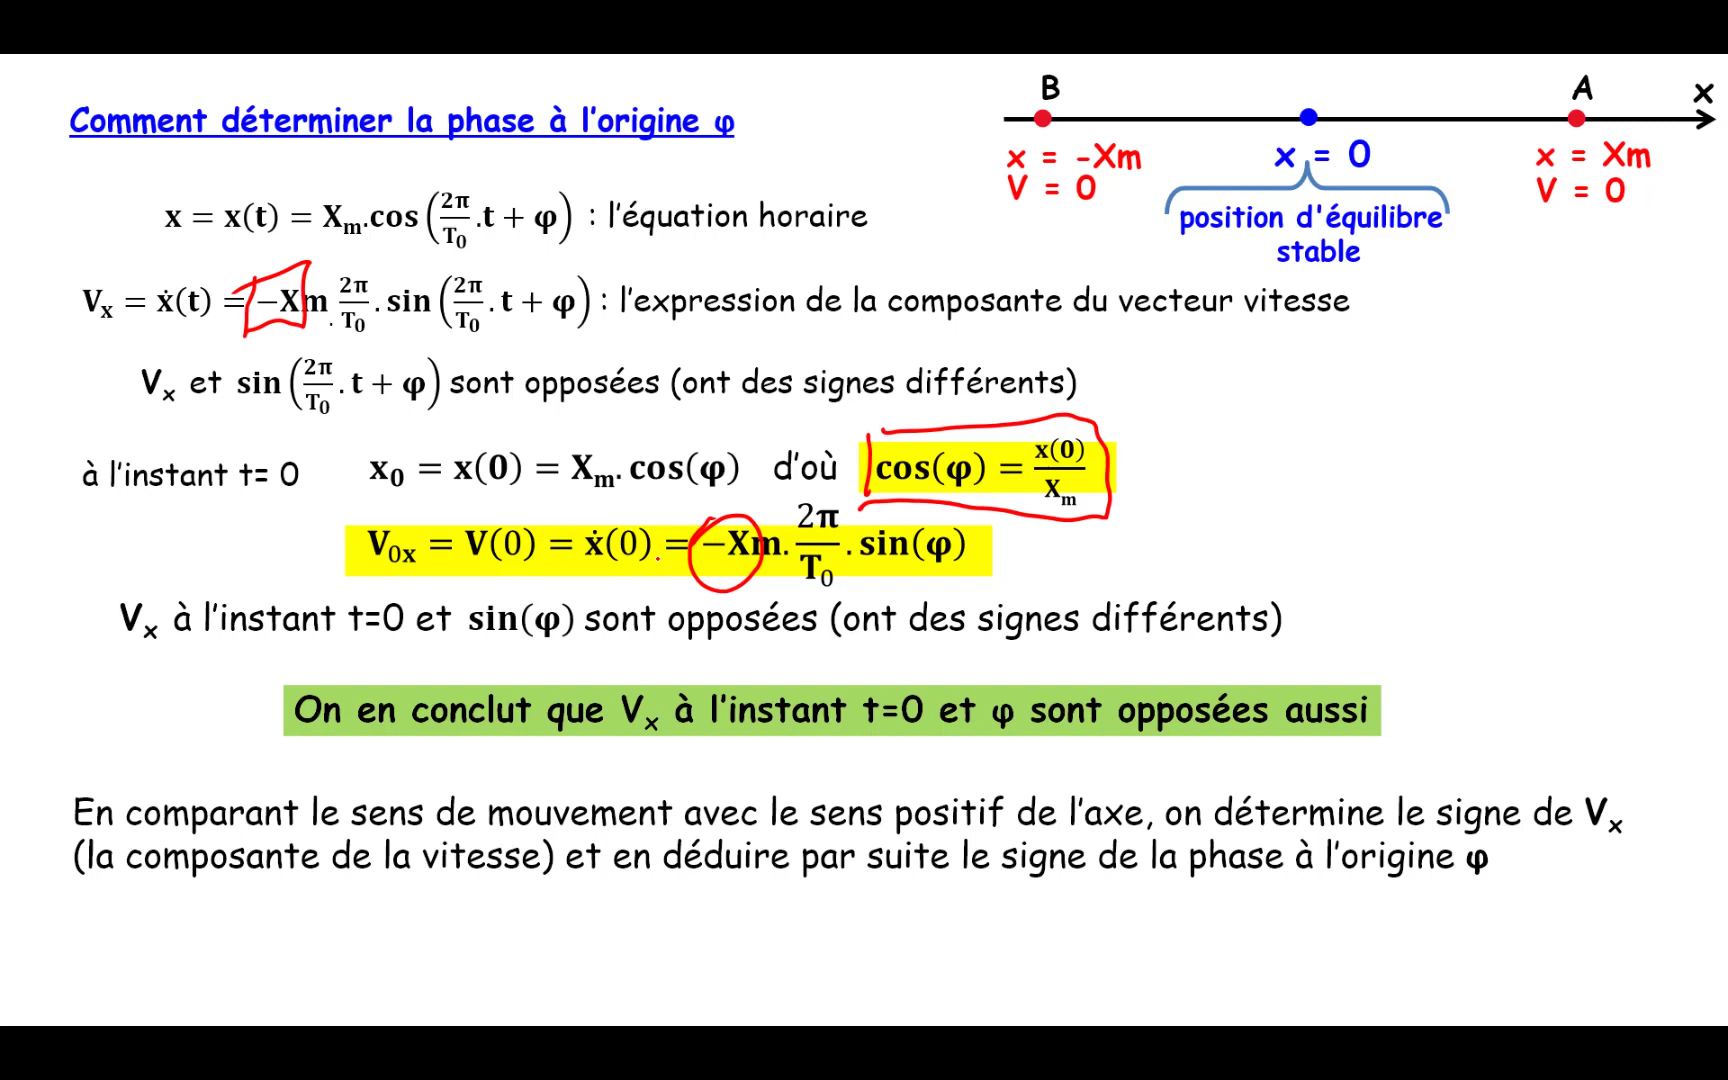 B A x
Comment déterminer la phase à l'origine φ
x = -Xm x = 0 x = Xm
V = 0 V = 0
x = x(t) = Xₘ.cos(2π/T₀ .t + φ) : l'équation horaire
position d'équilibre
stable
Vₓ = ẋ(t) = −Xm . 2π/T₀ . sin(2π/T₀ . t + φ) : l'expression de la composante du vecteur vitesse
Vₓ et sin(2π/T₀ . t + φ) sont opposées (ont des signes différents)
à l'instant t= 0 x₀ = x(0) = Xₘ. cos(φ) d'où cos(φ) = x(0)/Xₘ
V₀ₓ = V(0) = ẋ(0) = −Xm. 2π/T₀ . sin(φ)
Vₓ à l'instant t=0 et sin(φ) sont opposées (ont des signes différents)
On en conclut que Vₓ à l'instant t=0 et φ sont opposées aussi
En comparant le sens de mouvement avec le sens positif de l'axe, on détermine le signe de Vₓ
(la composante de la vitesse) et en déduire par suite le signe de la phase à l'origine φ